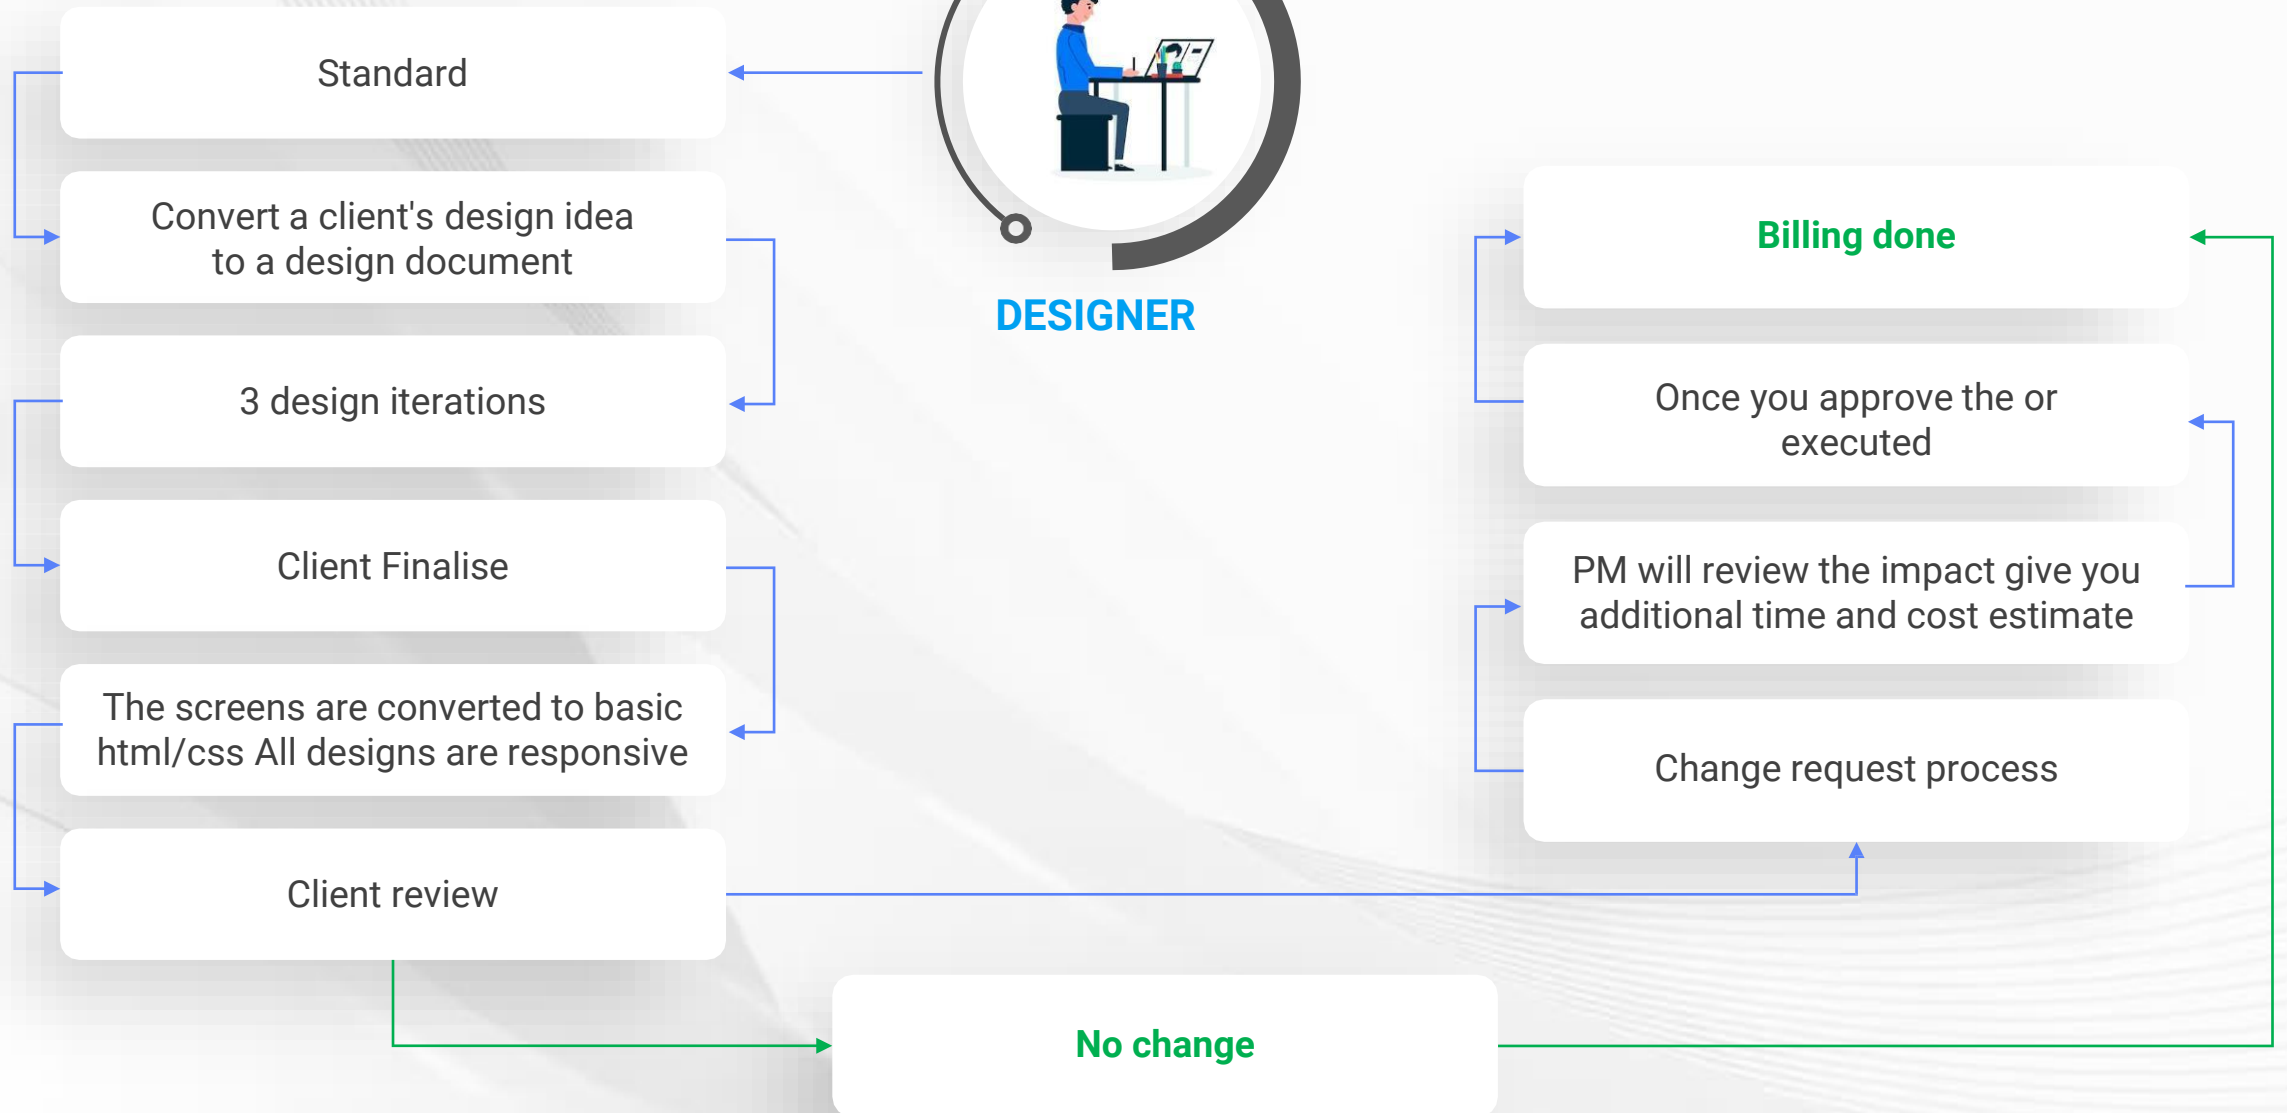 Standard
Convert a client's design idea
to a design document
3 design iterations
Client Finalise
The screens are converted to basic
html/css All designs are responsive
Client review
DESIGNER
Billing done
Once you approve the or
executed
PM will review the impact give you
additional time and cost estimate
Change request process
No change